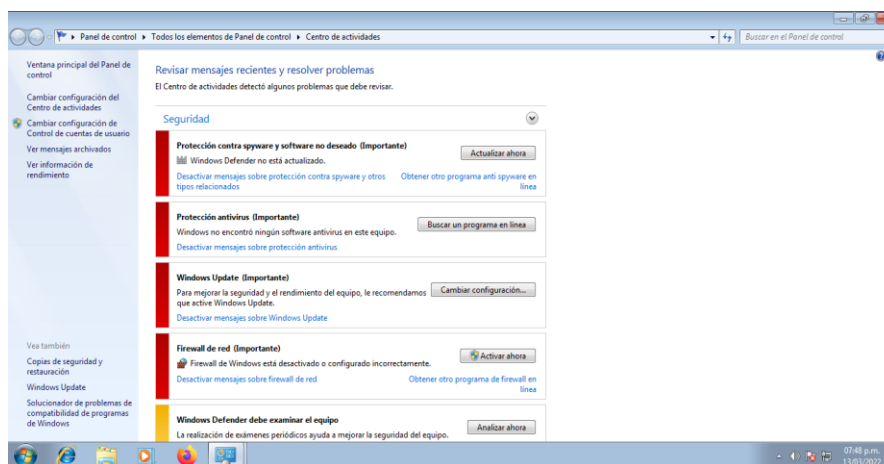 Panel de control ▸ Todos los elementos de Panel de control ▸ Centro de actividades
Buscar en el Panel de control
Ventana principal del Panel de
control
Cambiar configuración del
Centro de actividades
Cambiar configuración de
Control de cuentas de usuario
Ver mensajes archivados
Ver información de
rendimiento
Revisar mensajes recientes y resolver problemas
El Centro de actividades detectó algunos problemas que debe revisar.
Seguridad
Protección contra spyware y software no deseado (Importante)
Windows Defender no está actualizado.
Actualizar ahora
Desactivar mensajes sobre protección contra spyware y otros
tipos relacionados
Obtener otro programa anti spyware en
línea
Protección antivirus (Importante)
Windows no encontró ningún software antivirus en este equipo.
Buscar un programa en línea
Desactivar mensajes sobre protección antivirus
Windows Update (Importante)
Para mejorar la seguridad y el rendimiento del equipo, le recomendamos
que active Windows Update.
Cambiar configuración...
Desactivar mensajes sobre Windows Update
Firewall de red (Importante)
Firewall de Windows está desactivado o configurado incorrectamente.
Activar ahora
Desactivar mensajes sobre firewall de red
Obtener otro programa de firewall en
línea
Windows Defender debe examinar el equipo
La realización de exámenes periódicos ayuda a mejorar la seguridad del equipo.
Analizar ahora
Vea también
Copias de seguridad y
restauración
Windows Update
Solucionador de problemas de
compatibilidad de programas
de Windows
07:48 p.m.
13/03/2022